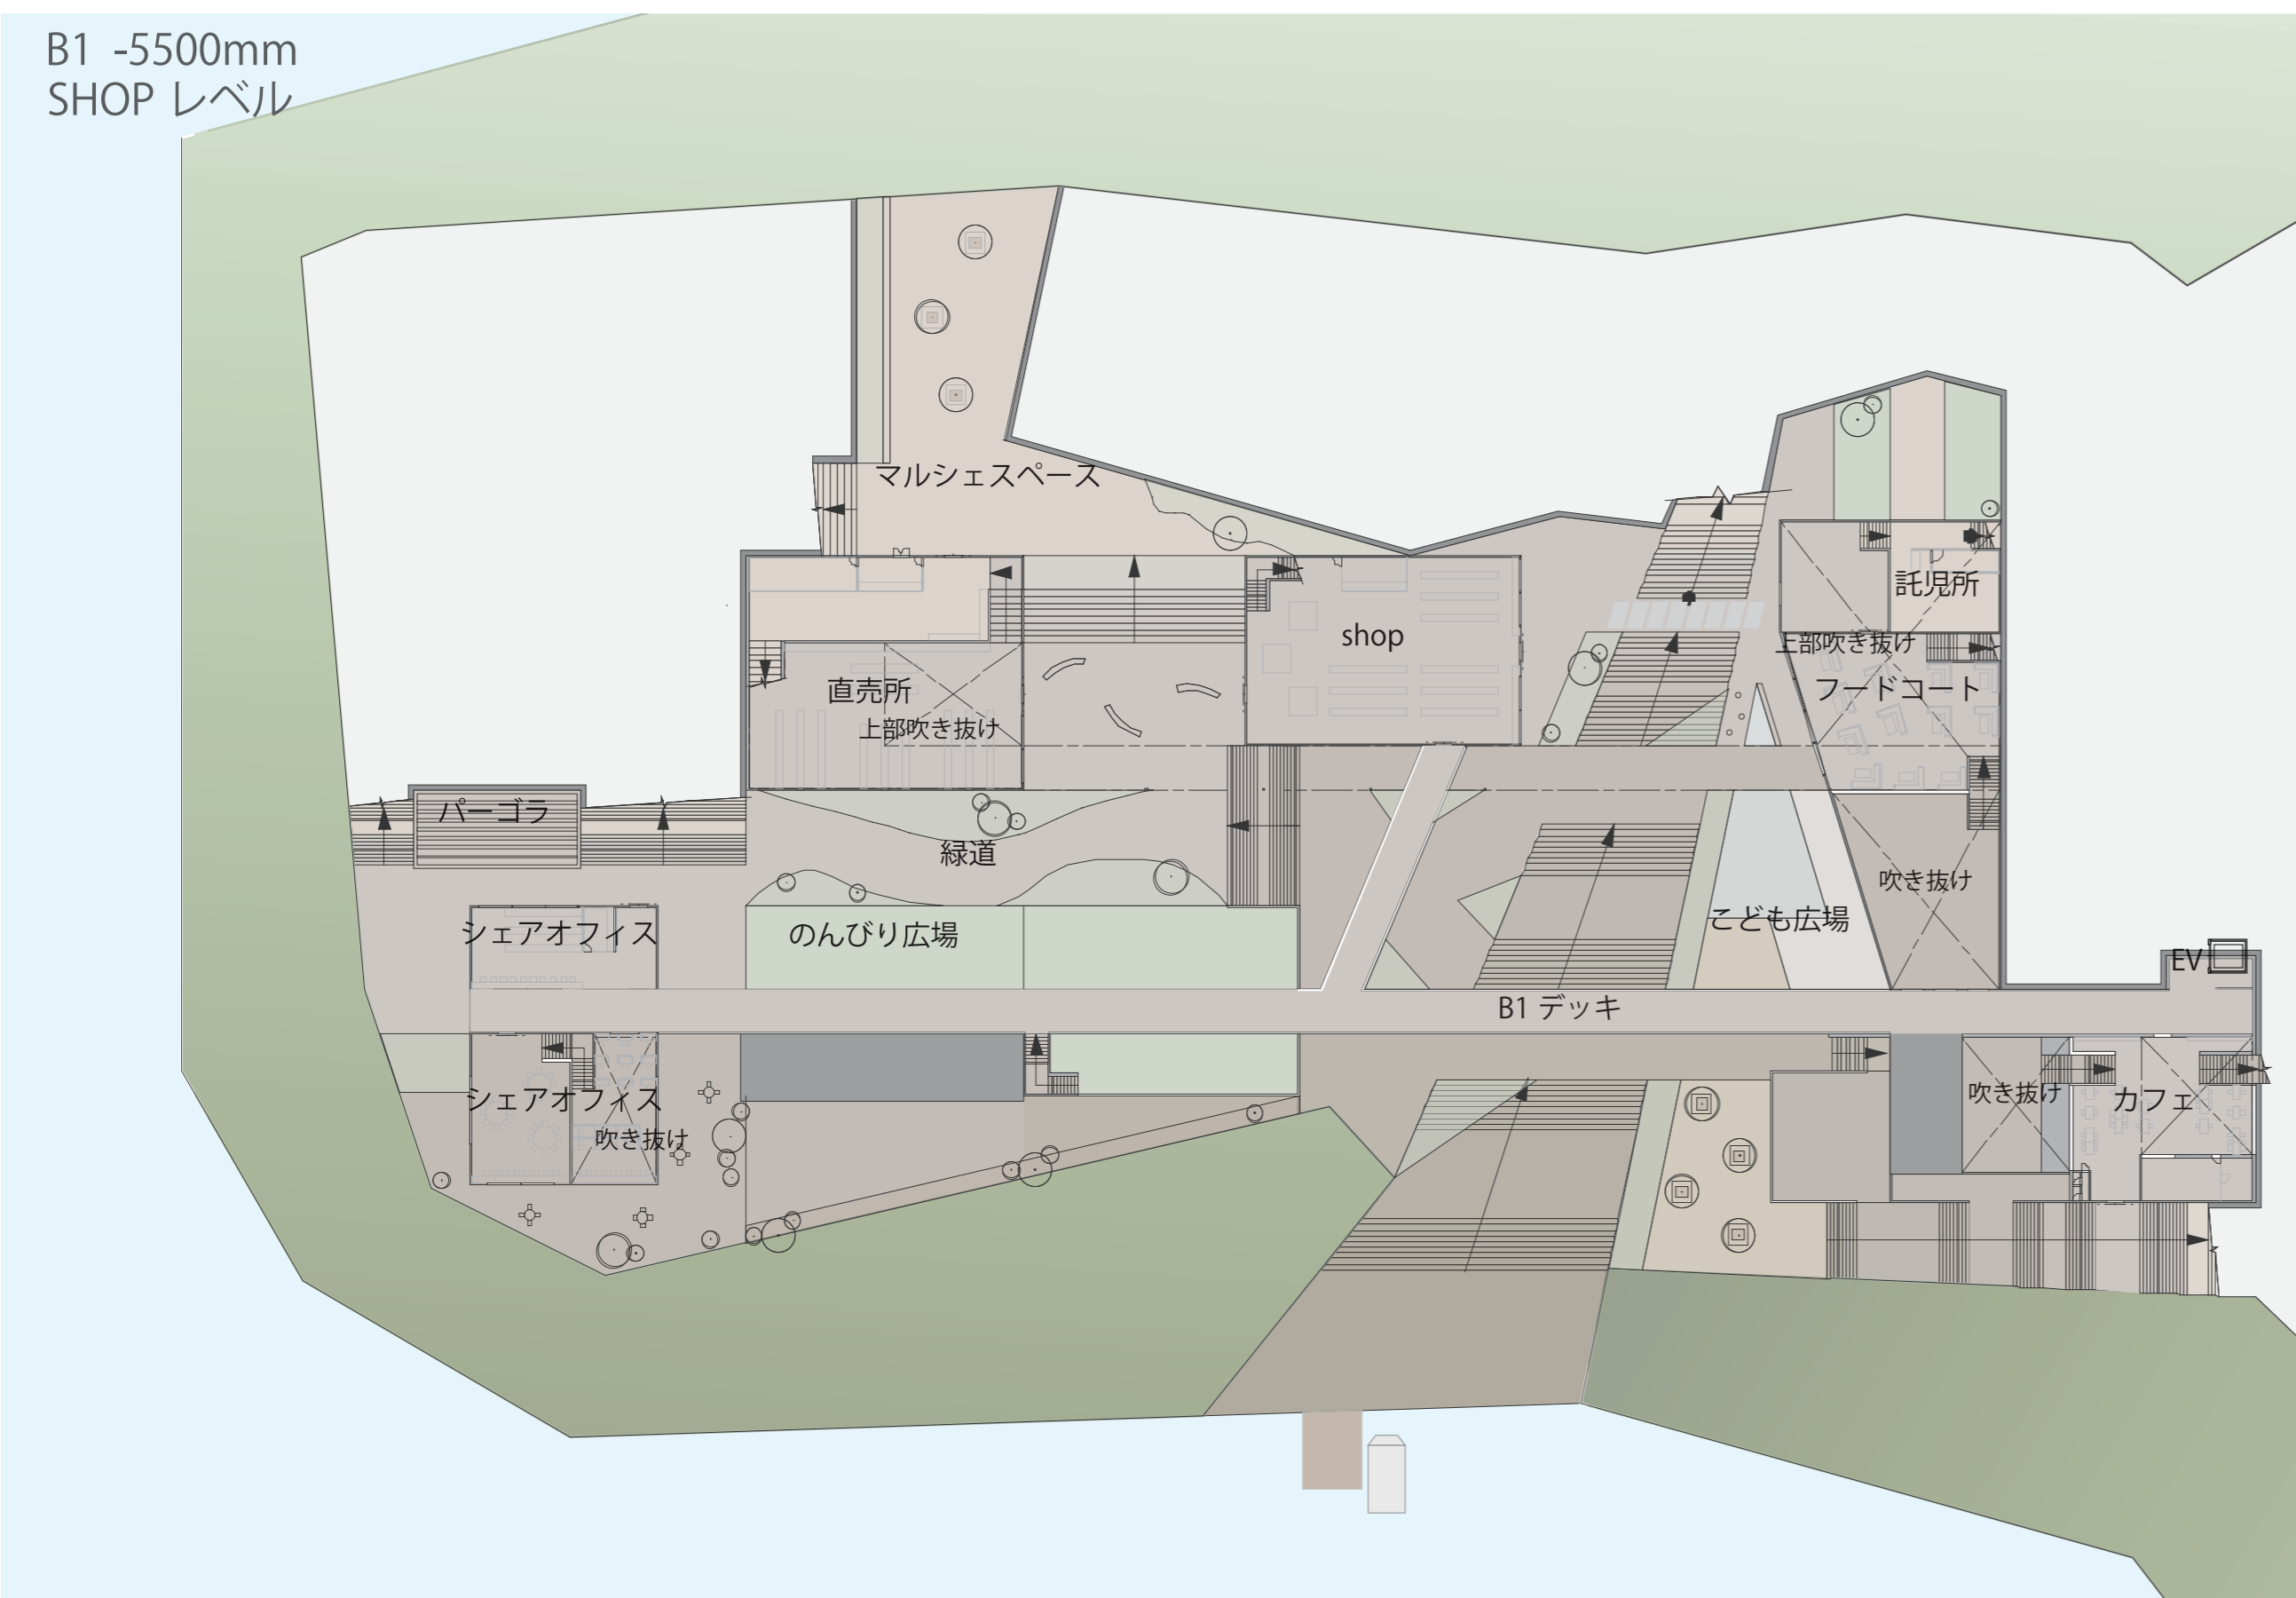 B1 -5500mm
SHOP レベル
マルシェスペース
託児所
shop
上部吹き抜け
直売所
フードコート
上部吹き抜け
パーゴラ
緑道
吹き抜け
こども広場
シェアオフィス
のんびり広場
EV
B1 デッキ
シェアオフィス
吹き抜け
カフェ
吹き抜け